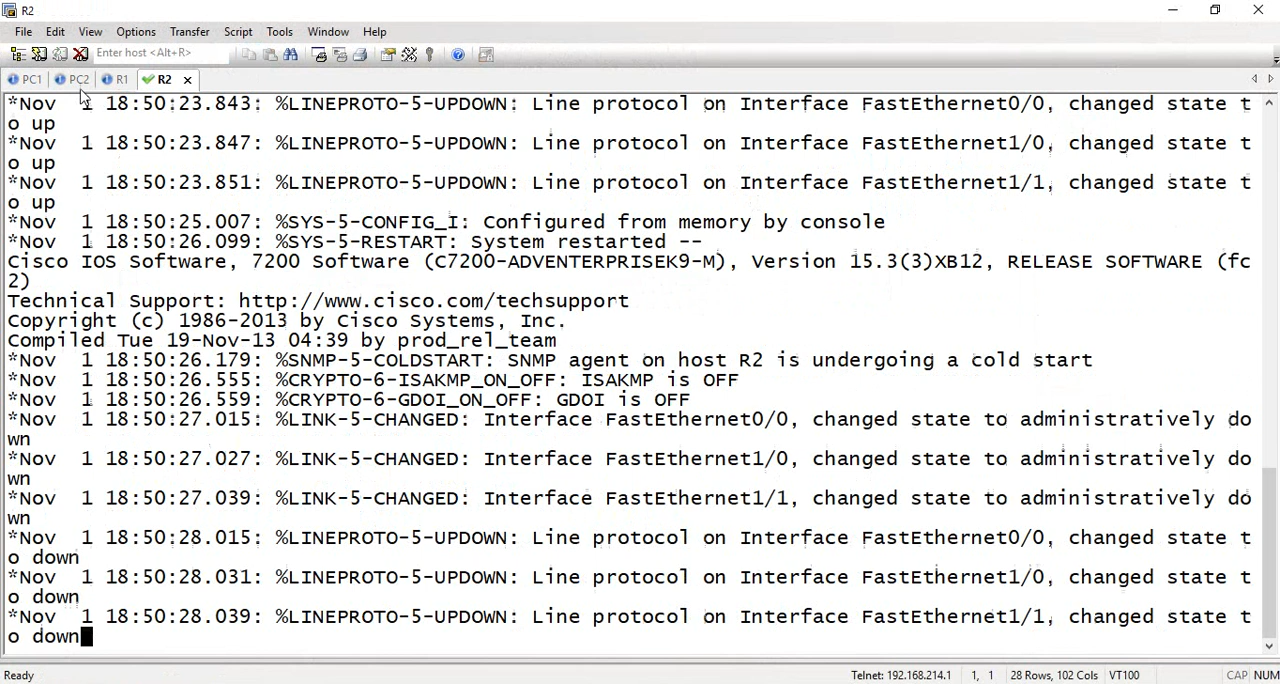 R2
File Edit View Options Transfer Script Tools Window Help
Enter host <Alt+R>
PC1 PC2 R1 R2
*Nov  1 18:50:23.843: %LINEPROTO-5-UPDOWN: Line protocol on Interface FastEthernet0/0, changed state t
o up
*Nov  1 18:50:23.847: %LINEPROTO-5-UPDOWN: Line protocol on Interface FastEthernet1/0, changed state t
o up
*Nov  1 18:50:23.851: %LINEPROTO-5-UPDOWN: Line protocol on Interface FastEthernet1/1, changed state t
o up
*Nov  1 18:50:25.007: %SYS-5-CONFIG_I: Configured from memory by console
*Nov  1 18:50:26.099: %SYS-5-RESTART: System restarted --
Cisco IOS Software, 7200 Software (C7200-ADVENTERPRISEK9-M), Version 15.3(3)XB12, RELEASE SOFTWARE (fc
2)
Technical Support: http://www.cisco.com/techsupport
Copyright (c) 1986-2013 by Cisco Systems, Inc.
Compiled Tue 19-Nov-13 04:39 by prod_rel_team
*Nov  1 18:50:26.179: %SNMP-5-COLDSTART: SNMP agent on host R2 is undergoing a cold start
*Nov  1 18:50:26.555: %CRYPTO-6-ISAKMP_ON_OFF: ISAKMP is OFF
*Nov  1 18:50:26.559: %CRYPTO-6-GDOI_ON_OFF: GDOI is OFF
*Nov  1 18:50:27.015: %LINK-5-CHANGED: Interface FastEthernet0/0, changed state to administratively do
wn
*Nov  1 18:50:27.027: %LINK-5-CHANGED: Interface FastEthernet1/0, changed state to administratively do
wn
*Nov  1 18:50:27.039: %LINK-5-CHANGED: Interface FastEthernet1/1, changed state to administratively do
wn
*Nov  1 18:50:28.015: %LINEPROTO-5-UPDOWN: Line protocol on Interface FastEthernet0/0, changed state t
o down
*Nov  1 18:50:28.031: %LINEPROTO-5-UPDOWN: Line protocol on Interface FastEthernet1/0, changed state t
o down
*Nov  1 18:50:28.039: %LINEPROTO-5-UPDOWN: Line protocol on Interface FastEthernet1/1, changed state t
o down
Ready Telnet: 192.168.214.1 1, 1 28 Rows, 102 Cols VT100 CAP NUM